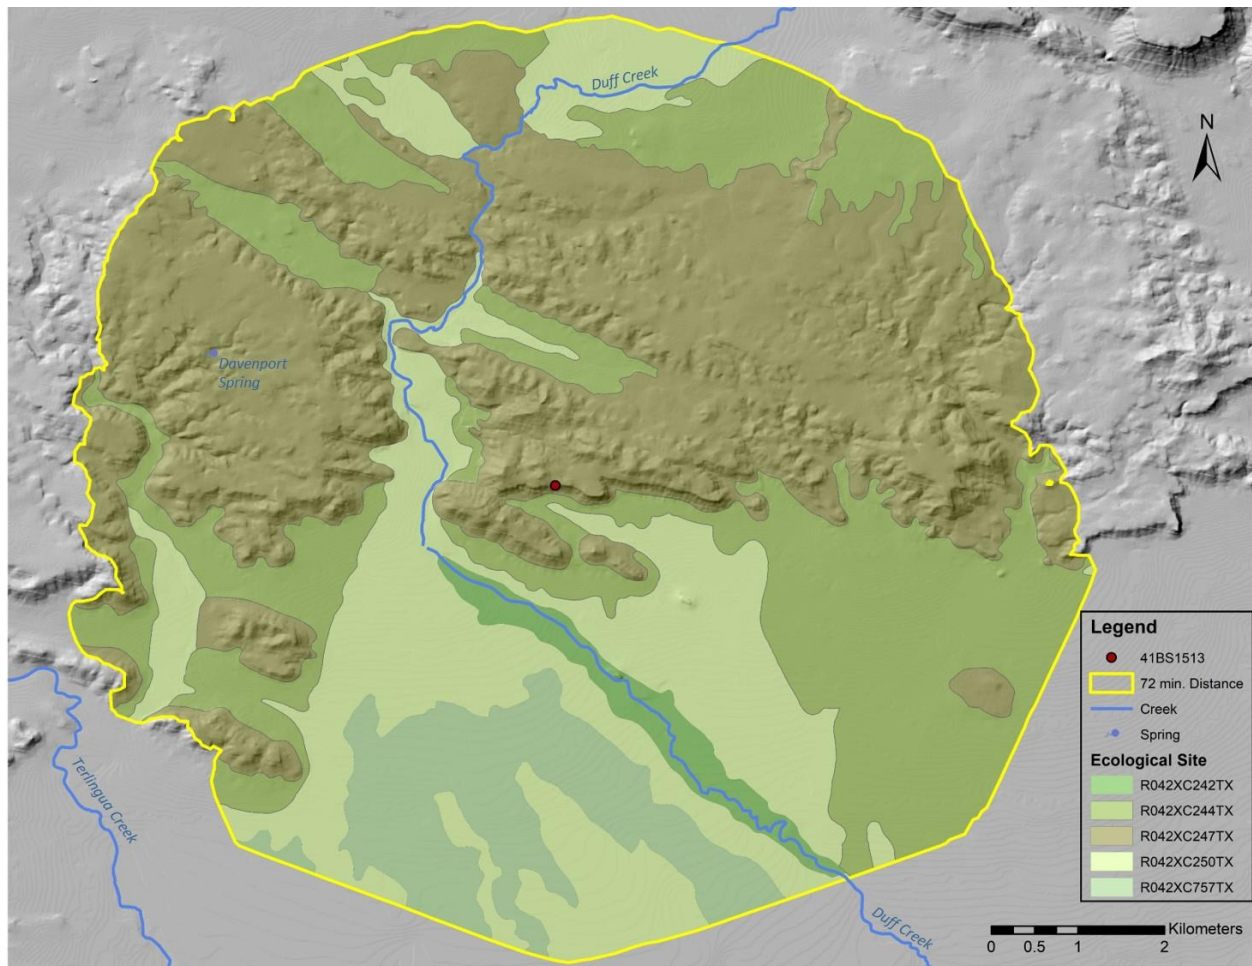 Duff Creek
N
Davenport
Spring
Terlingua Creek
Duff Creek
Legend
41BS1513
72 min. Distance
Creek
Spring
Ecological Site
R042XC242TX
R042XC244TX
R042XC247TX
R042XC250TX
R042XC757TX
Kilometers
0 0.5 1 2